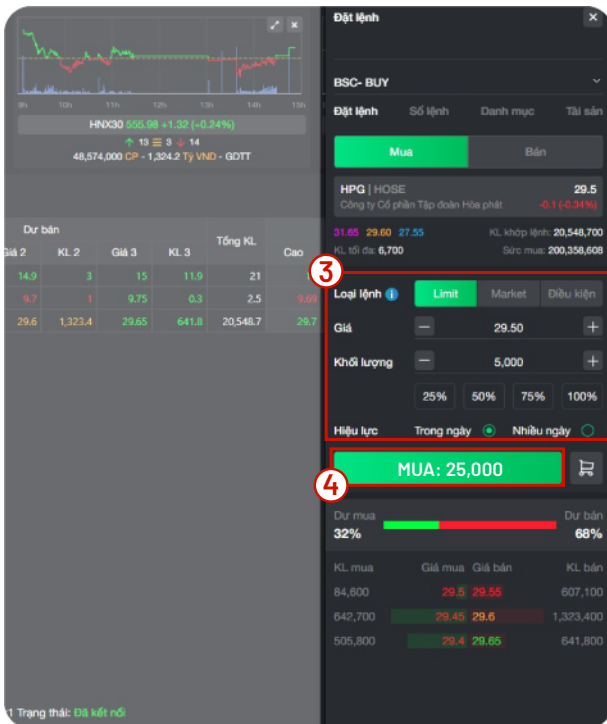 9h 10h 11h 12h 13h 14h 15h
HNX30 555.98 +1.32 (+0.24%)
↑ 13 = 3 ↓ 14
48,574,000 CP - 1,324.2 Tỷ VND - GDTT
Dư bán Tổng KL
Giá 2 KL 2 Giá 3 KL 3 Cao
14.9 3 15 11.9 21
9.7 1 9.75 0.3 2.5 9.69
29.6 1,323.4 29.65 641.8 20,548.7 29.7
1 Trạng thái: Đã kết nối
Đặt lệnh ×
BSC- BUY
Đặt lệnh Sổ lệnh Danh mục Tài sản
Mua Bán
HPG | HOSE 29.5
Công ty Cổ phần Tập đoàn Hòa phát -0.1 (-0.34%)
31.65 29.60 27.55 KL khớp lệnh: 20,548,700
KL tối đa: 6,700 Sức mua: 200,358,608
3
Loại lệnh i Limit Market Điều kiện
Giá − 29.50 +
Khối lượng − 5,000 +
25% 50% 75% 100%
Hiệu lực Trong ngày Nhiều ngày
4
MUA: 25,000
Dư mua Dư bán
32% 68%
KL mua Giá mua Giá bán KL bán
84,600 29.5 29.55 607,100
642,700 29.45 29.6 1,323,400
505,800 29.4 29.65 641,800